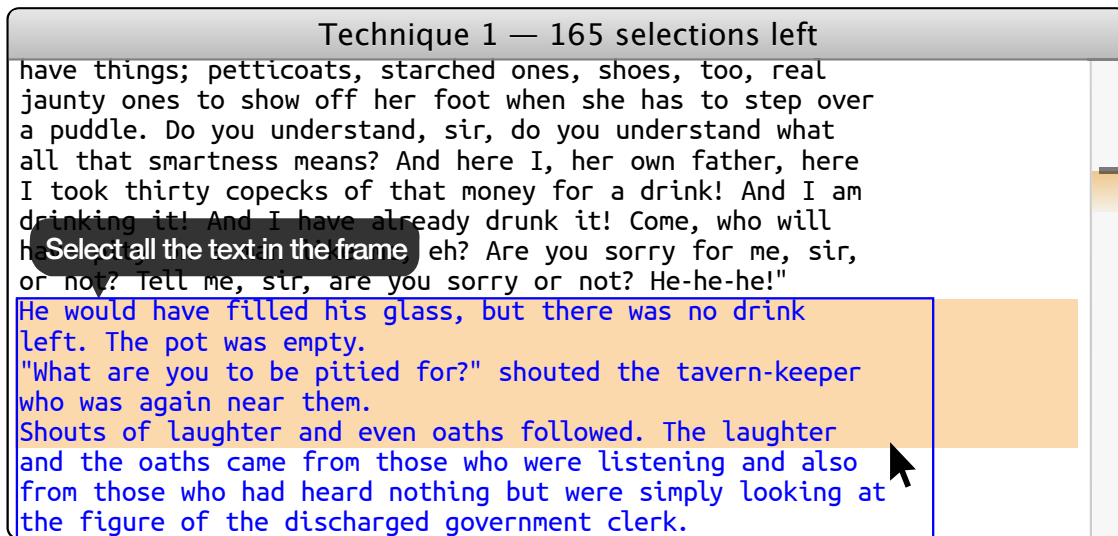 Technique 1 — 165 selections left
have things; petticoats, starched ones, shoes, too, real
jaunty ones to show off her foot when she has to step over
a puddle. Do you understand, sir, do you understand what
all that smartness means? And here I, her own father, here
I took thirty copecks of that money for a drink! And I am
drinking it! And I have already drunk it! Come, who will
Select all the text in the frame
eh? Are you sorry for me, sir,
or not? Tell me, sir, are you sorry or not? He-he-he!"
He would have filled his glass, but there was no drink
left. The pot was empty.
"What are you to be pitied for?" shouted the tavern-keeper
who was again near them.
Shouts of laughter and even oaths followed. The laughter
and the oaths came from those who were listening and also
from those who had heard nothing but were simply looking at
the figure of the discharged government clerk.